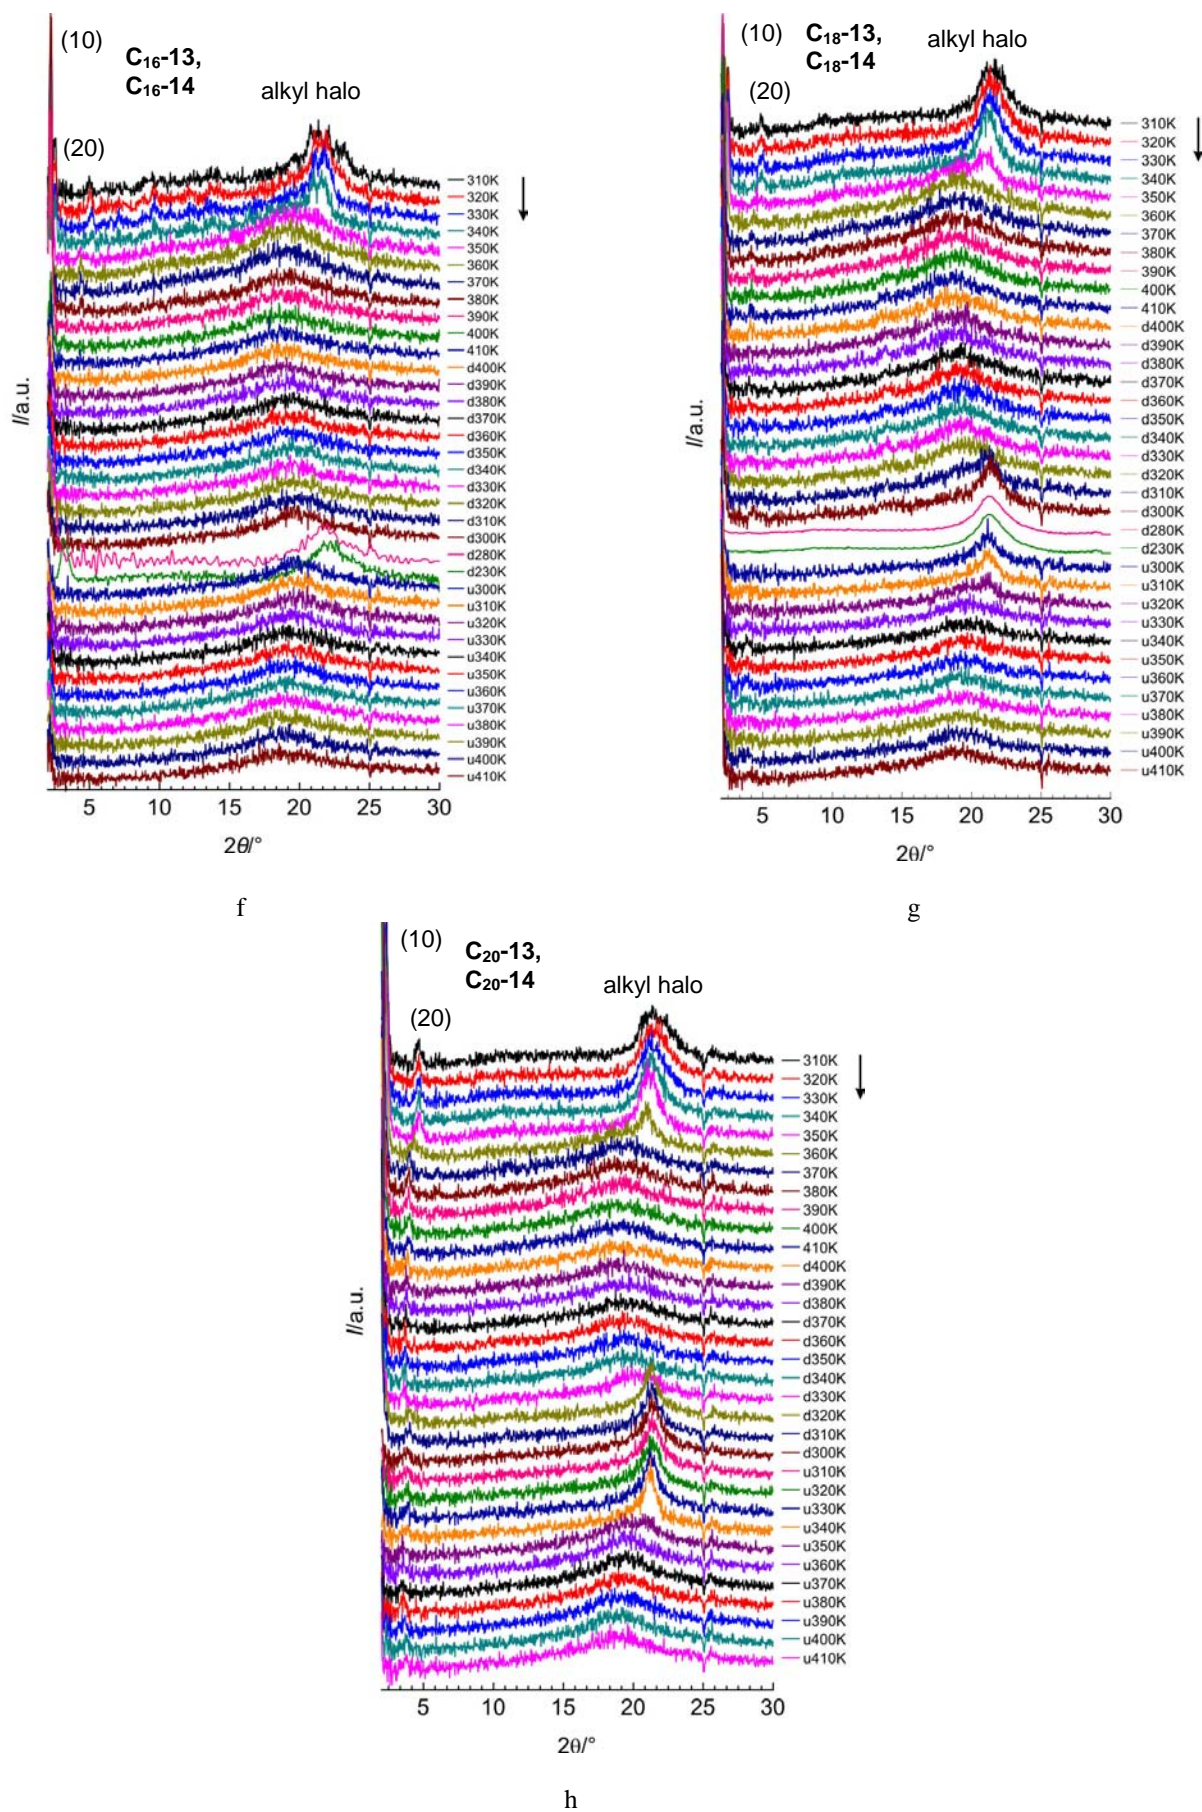 (10)
C16-13,
C16-14
alkyl halo
(20)
310K
320K
330K
340K
350K
360K
370K
380K
390K
400K
410K
d400K
d390K
d380K
d370K
d360K
d350K
d340K
d330K
d320K
d310K
d300K
d280K
d230K
u300K
u310K
u320K
u330K
u340K
u350K
u360K
u370K
u380K
u390K
u400K
u410K
I/a.u.
5 10 15 20 25 30
2θ/°
f
(10)
C18-13,
C18-14
alkyl halo
(20)
310K
320K
330K
340K
350K
360K
370K
380K
390K
400K
410K
d400K
d390K
d380K
d370K
d360K
d350K
d340K
d330K
d320K
d310K
d300K
d280K
d230K
u300K
u310K
u320K
u330K
u340K
u350K
u360K
u370K
u380K
u390K
u400K
u410K
I/a.u.
5 10 15 20 25 30
2θ/°
g
(10)
C20-13,
C20-14
alkyl halo
(20)
310K
320K
330K
340K
350K
360K
370K
380K
390K
400K
410K
d400K
d390K
d380K
d370K
d360K
d350K
d340K
d330K
d320K
d310K
d300K
u310K
u320K
u330K
u340K
u350K
u360K
u370K
u380K
u390K
u400K
u410K
I/a.u.
5 10 15 20 25 30
2θ/°
h